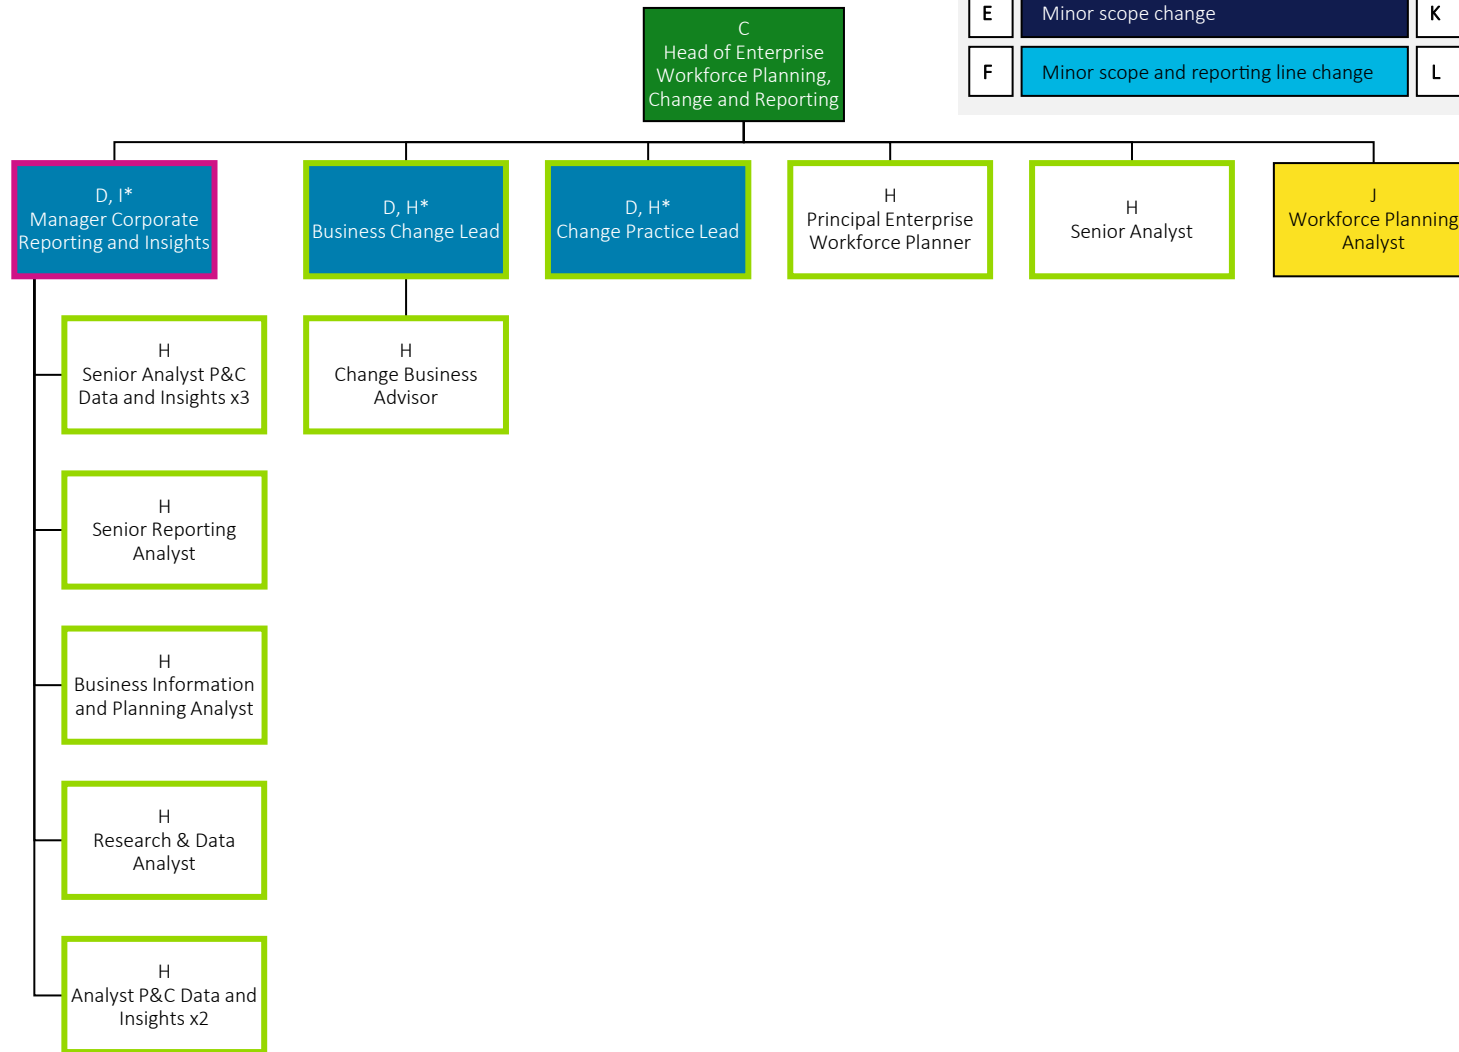 E
Minor scope change
K
F
Minor scope and reporting line change
L
C
Head of Enterprise
Workforce Planning,
Change and Reporting
D, I*
Manager Corporate
Reporting and Insights
D, H*
Business Change Lead
D, H*
Change Practice Lead
H
Principal Enterprise
Workforce Planner
H
Senior Analyst
J
Workforce Planning
Analyst
H
Senior Analyst P&C
Data and Insights x3
H
Change Business
Advisor
H
Senior Reporting
Analyst
H
Business Information
and Planning Analyst
H
Research & Data
Analyst
H
Analyst P&C Data and
Insights x2